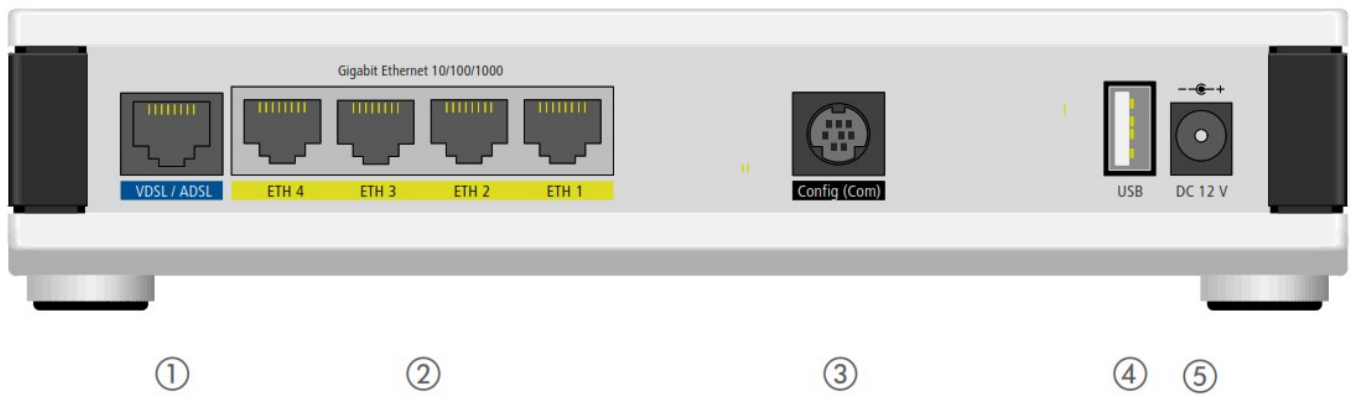 Gigabit Ethernet 10/100/1000
VDSL / ADSL
ETH 4 ETH 3 ETH 2 ETH 1
Config (Com)
USB
DC 12 V
① ② ③ ④ ⑤